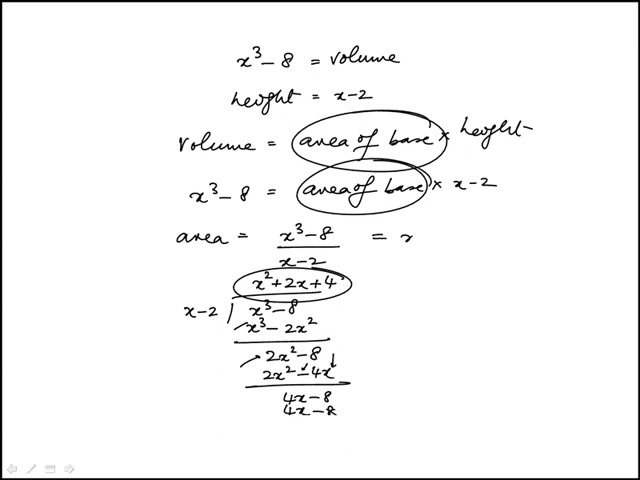 x³ – 8 = volume
height = x – 2
volume = area of base × height
x³ – 8 = area of base × x – 2
area = x³ – 8 / x – 2 =
x² + 2x + 4
x – 2 | x³ – 8
– x³ – 2x²
2x² – 8
2x² – 4x
4x – 8
4x – 8